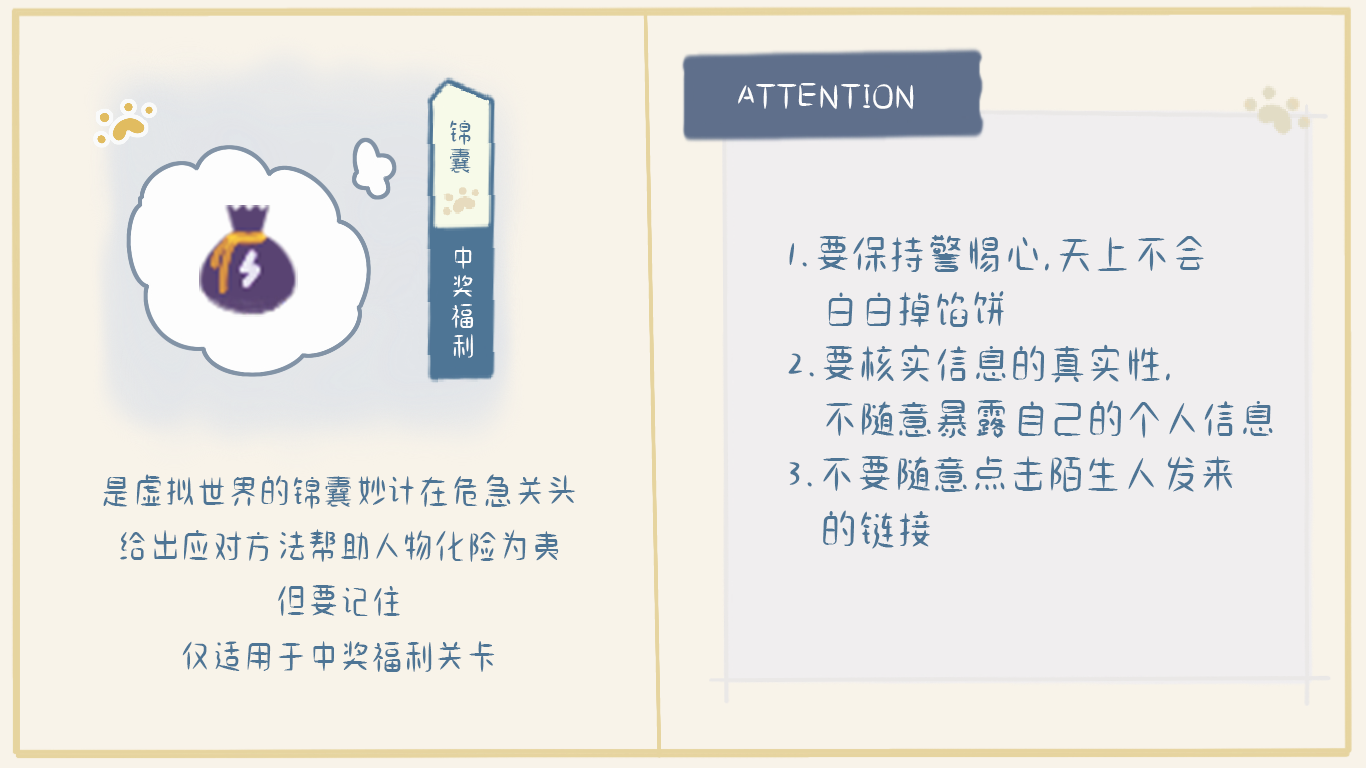 锦囊
中奖福利
是虚拟世界的锦囊妙计在危急关头
给出应对方法帮助人物化险为夷
但要记住
仅适用于中奖福利关卡
ATTENTION
1.要保持警惕心,天上不会
白白掉馅饼
2.要核实信息的真实性,
不随意暴露自己的个人信息
3.不要随意点击陌生人发来
的链接